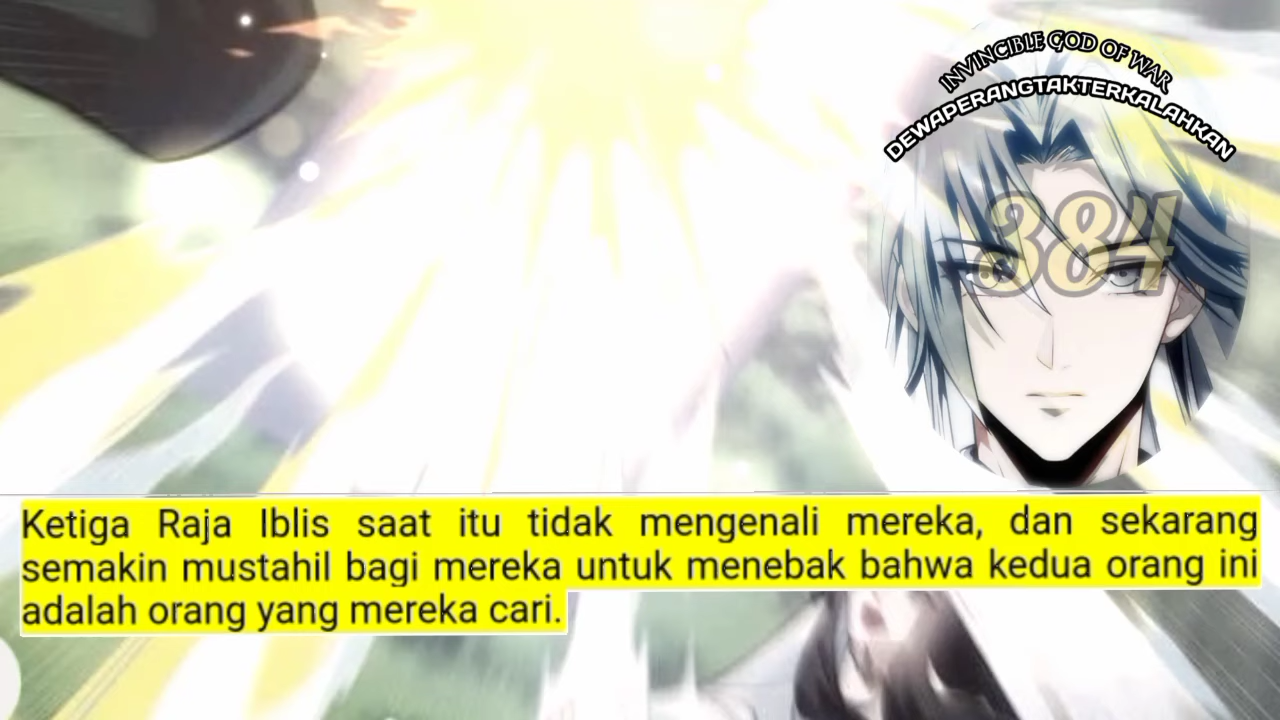 INVINCIBLE GOD OF WAR
DEWAPERANGTAKTERKALAHKAN
384
Ketiga Raja Iblis saat itu tidak mengenali mereka, dan sekarang
semakin mustahil bagi mereka untuk menebak bahwa kedua orang ini
adalah orang yang mereka cari.